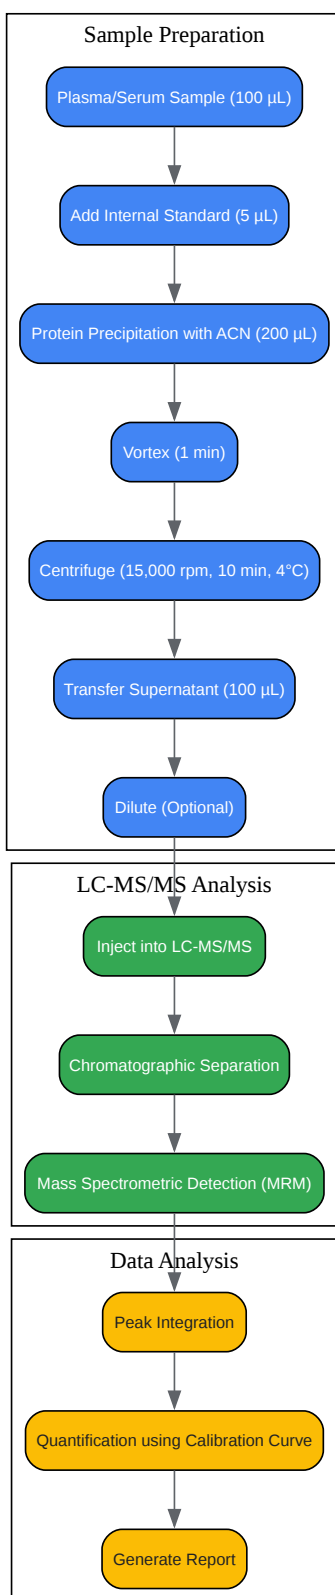 Sample Preparation
Plasma/Serum Sample (100 µL)
Add Internal Standard (5 µL)
Protein Precipitation with ACN (200 µL)
Vortex (1 min)
Centrifuge (15,000 rpm, 10 min, 4°C)
Transfer Supernatant (100 µL)
Dilute (Optional)
LC-MS/MS Analysis
Inject into LC-MS/MS
Chromatographic Separation
Mass Spectrometric Detection (MRM)
Data Analysis
Peak Integration
Quantification using Calibration Curve
Generate Report